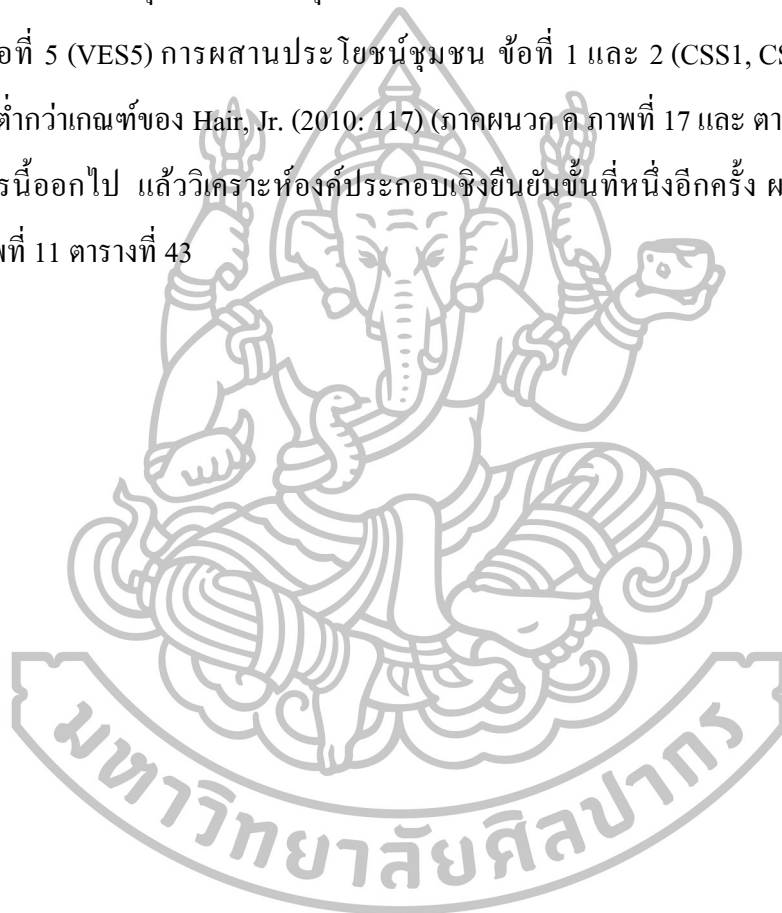 อที่ 5 (VES5) การผสานประโยชน์ชุมชน ข้อที่ 1 และ 2 (CSS1, CS
ต่ำกว่าเกณฑ์ของ Hair, Jr. (2010: 117) (ภาคผนวก ค ภาพที่ 17 และ ตา
รนี้ออกไป แล้ววิเคราะห์องค์ประกอบเชิงยืนยันขั้นที่หนึ่งอีกครั้ง ผ
พที่ 11 ตารางที่ 43
มหาวิทยาลัยศิลปากร